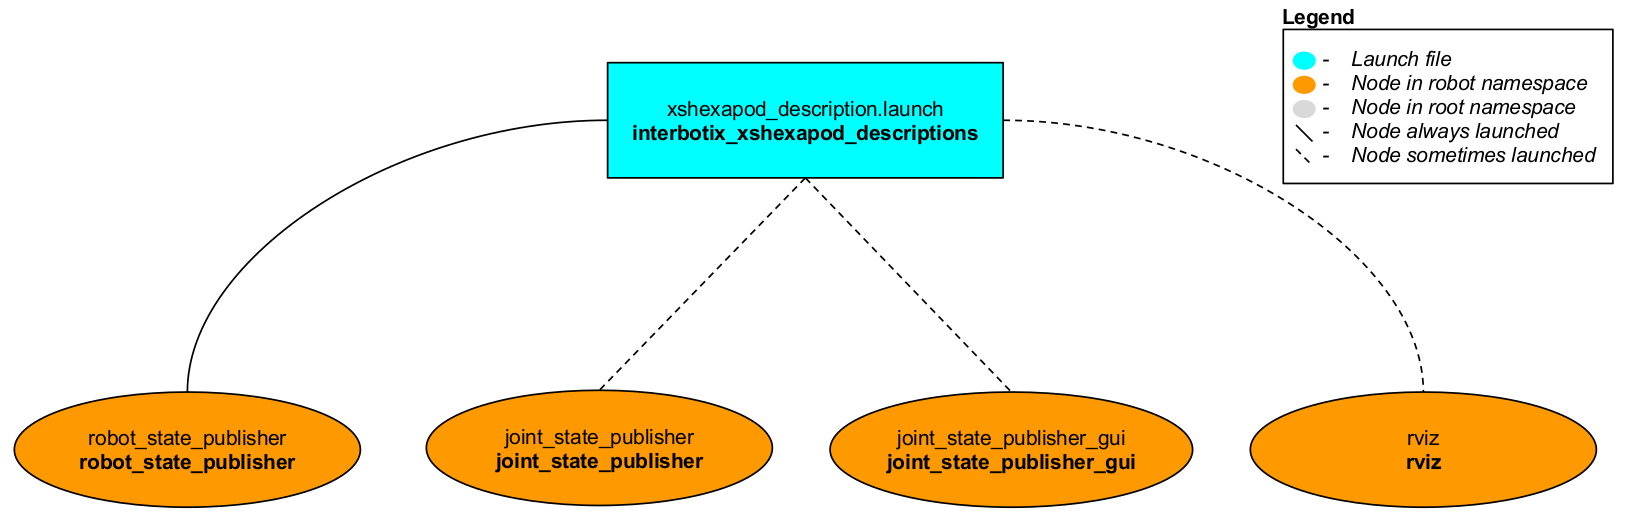 Legend
- Launch file
- Node in robot namespace
- Node in root namespace
- Node always launched
- Node sometimes launched
xshexapod_description.launch
interbotix_xshexapod_descriptions
robot_state_publisher
robot_state_publisher
joint_state_publisher
joint_state_publisher
joint_state_publisher_gui
joint_state_publisher_gui
rviz
rviz